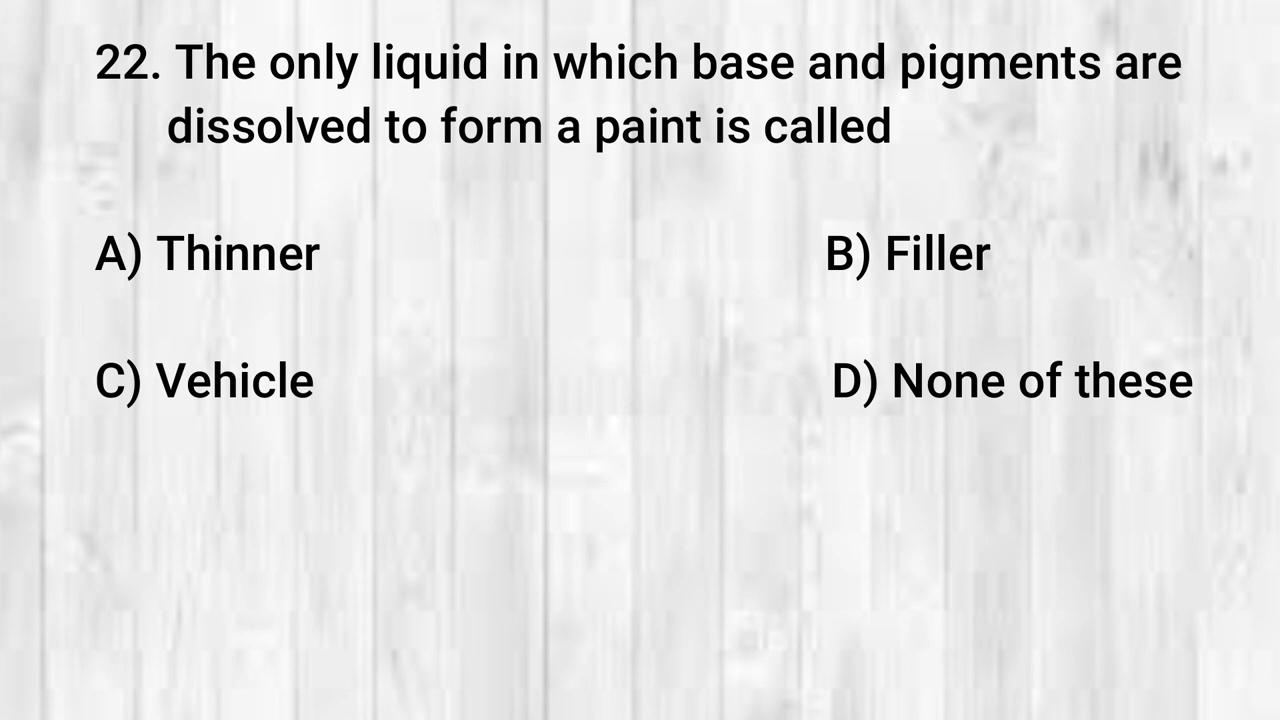 22. The only liquid in which base and pigments are
dissolved to form a paint is called
A) Thinner B) Filler
C) Vehicle D) None of these